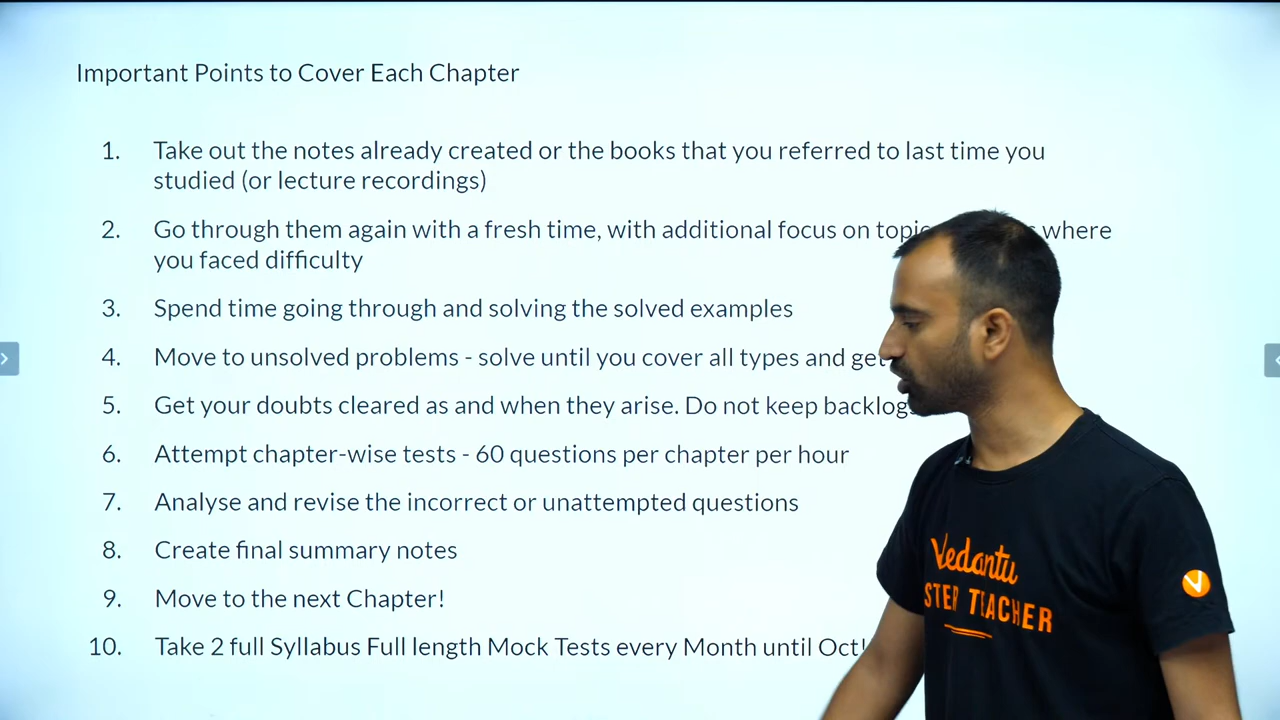 Important Points to Cover Each Chapter
1. Take out the notes already created or the books that you referred to last time you
studied (or lecture recordings)
2. Go through them again with a fresh time, with additional focus on where
you faced difficulty
3. Spend time going through and solving the solved examples
4. Move to unsolved problems - solve until you cover all types and get
5. Get your doubts cleared as and when they arise. Do not keep
6. Attempt chapter-wise tests - 60 questions per chapter per hour
7. Analyse and revise the incorrect or unattempted questions
8. Create final summary notes
9. Move to the next Chapter!
10. Take 2 full Syllabus Full length Mock Tests every Month until Oct!
Vedantu
TEACHER